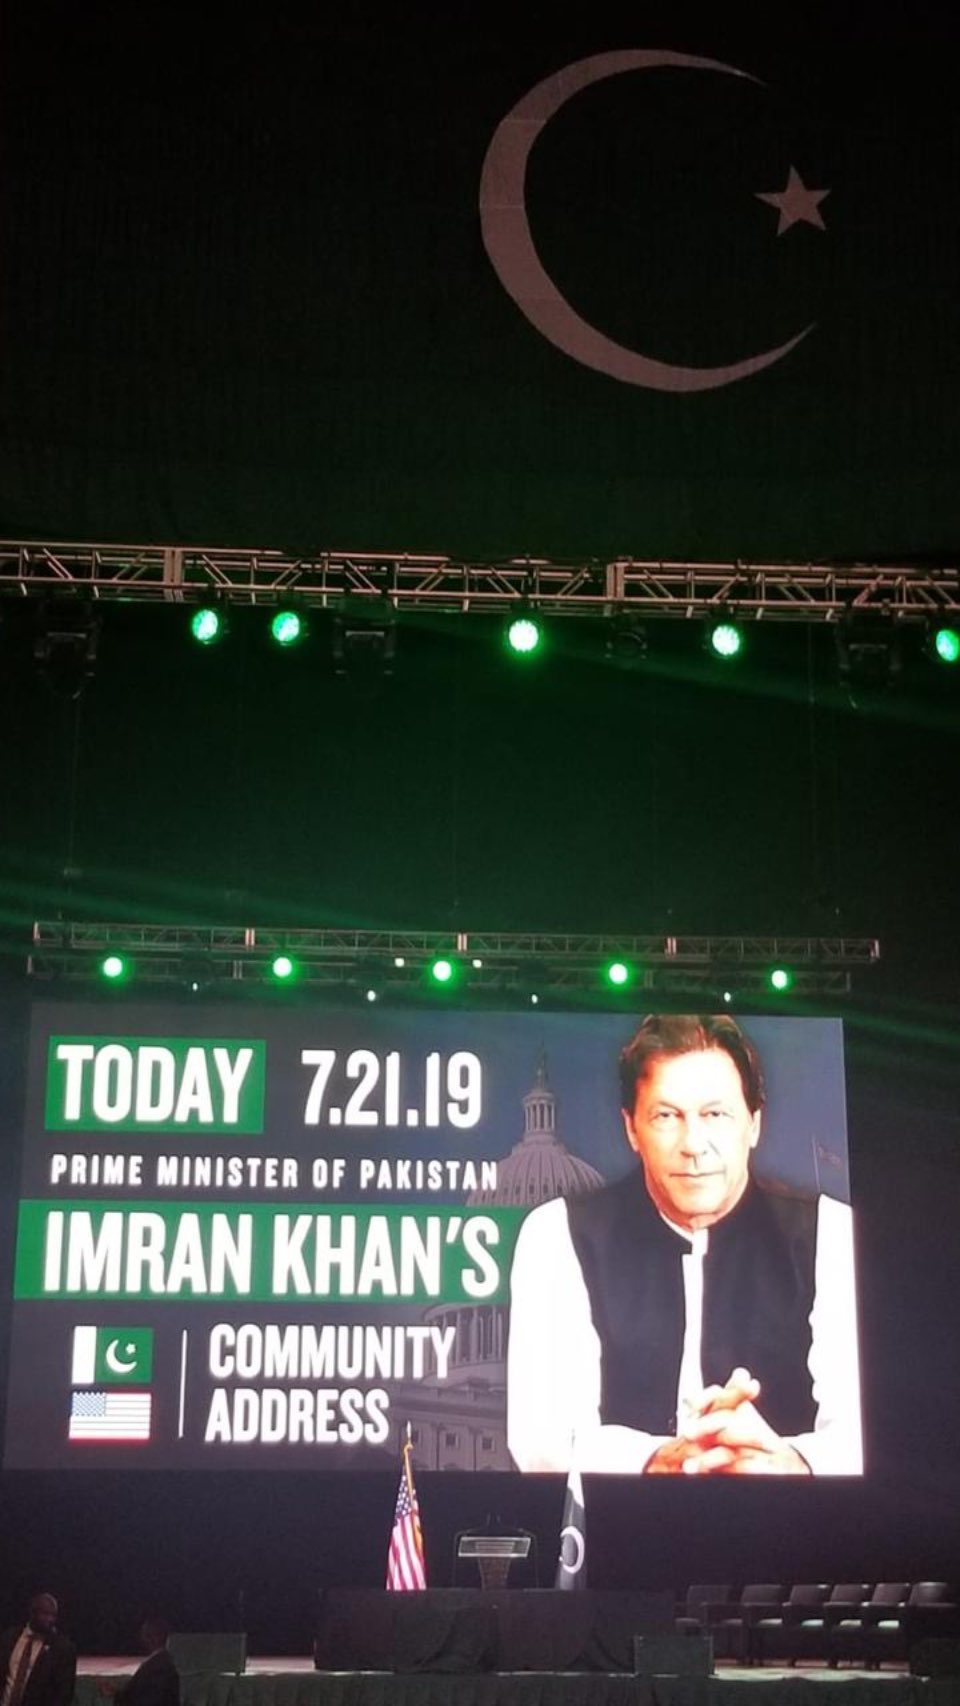 TODAY 7.21.19
PRIME MINISTER OF PAKISTAN
IMRAN KHAN'S
COMMUNITY
ADDRESS